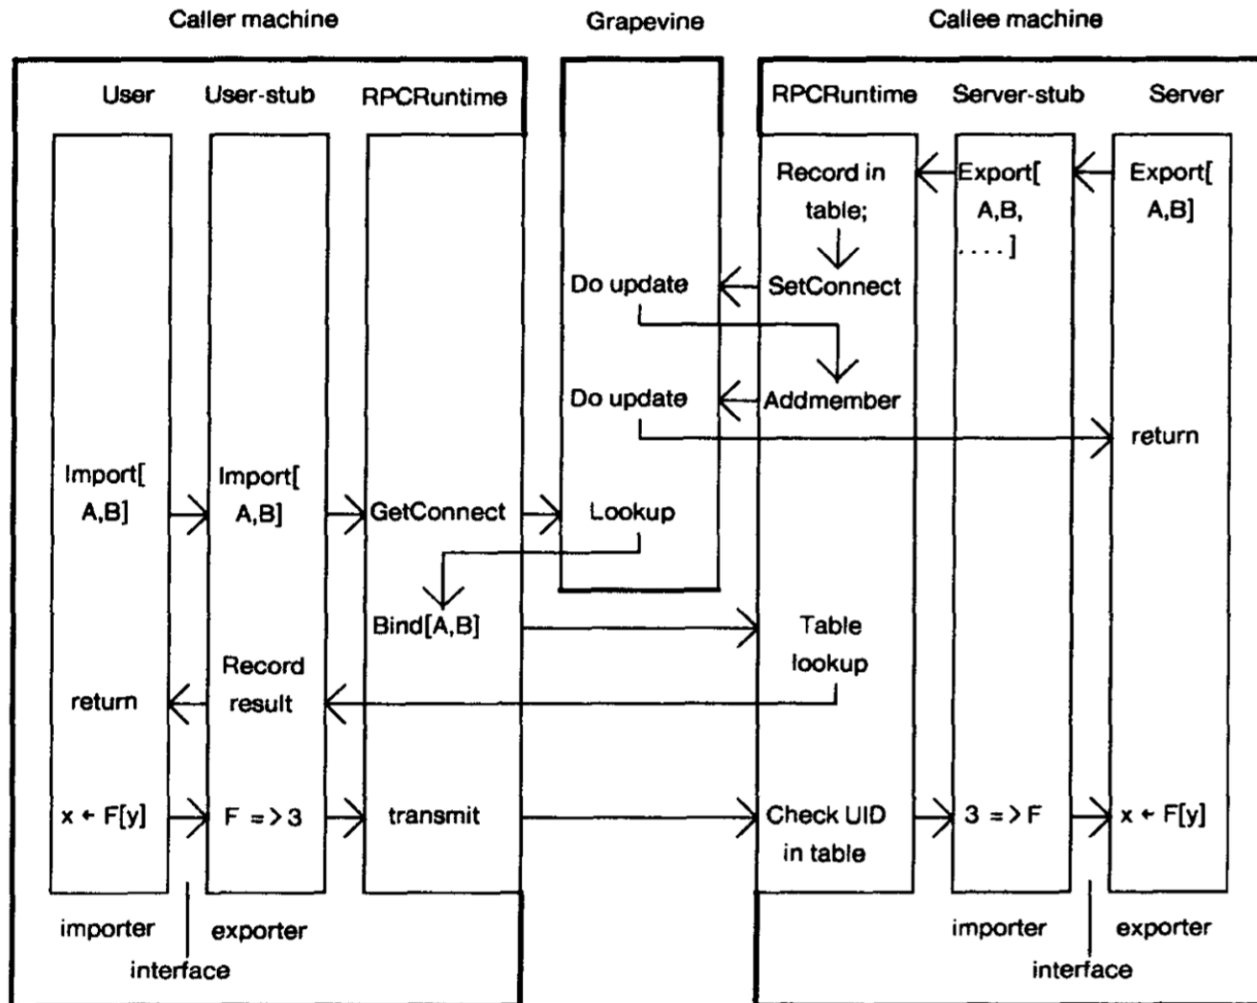 Caller machine
Grapevine
Callee machine
User
User-stub
RPCRuntime
RPCRuntime
Server-stub
Server
Record in
table;
Export[
A,B,
. . . . ]
Export[
A,B]
Do update
SetConnect
Do update
Addmember
return
Import[
A,B]
Import[
A,B]
GetConnect
Lookup
Bind[A,B]
Table
lookup
return
Record
result
x ← F[y]
F = > 3
transmit
Check UID
in table
3 = > F
x ← F[y]
importer
exporter
interface
importer
exporter
interface